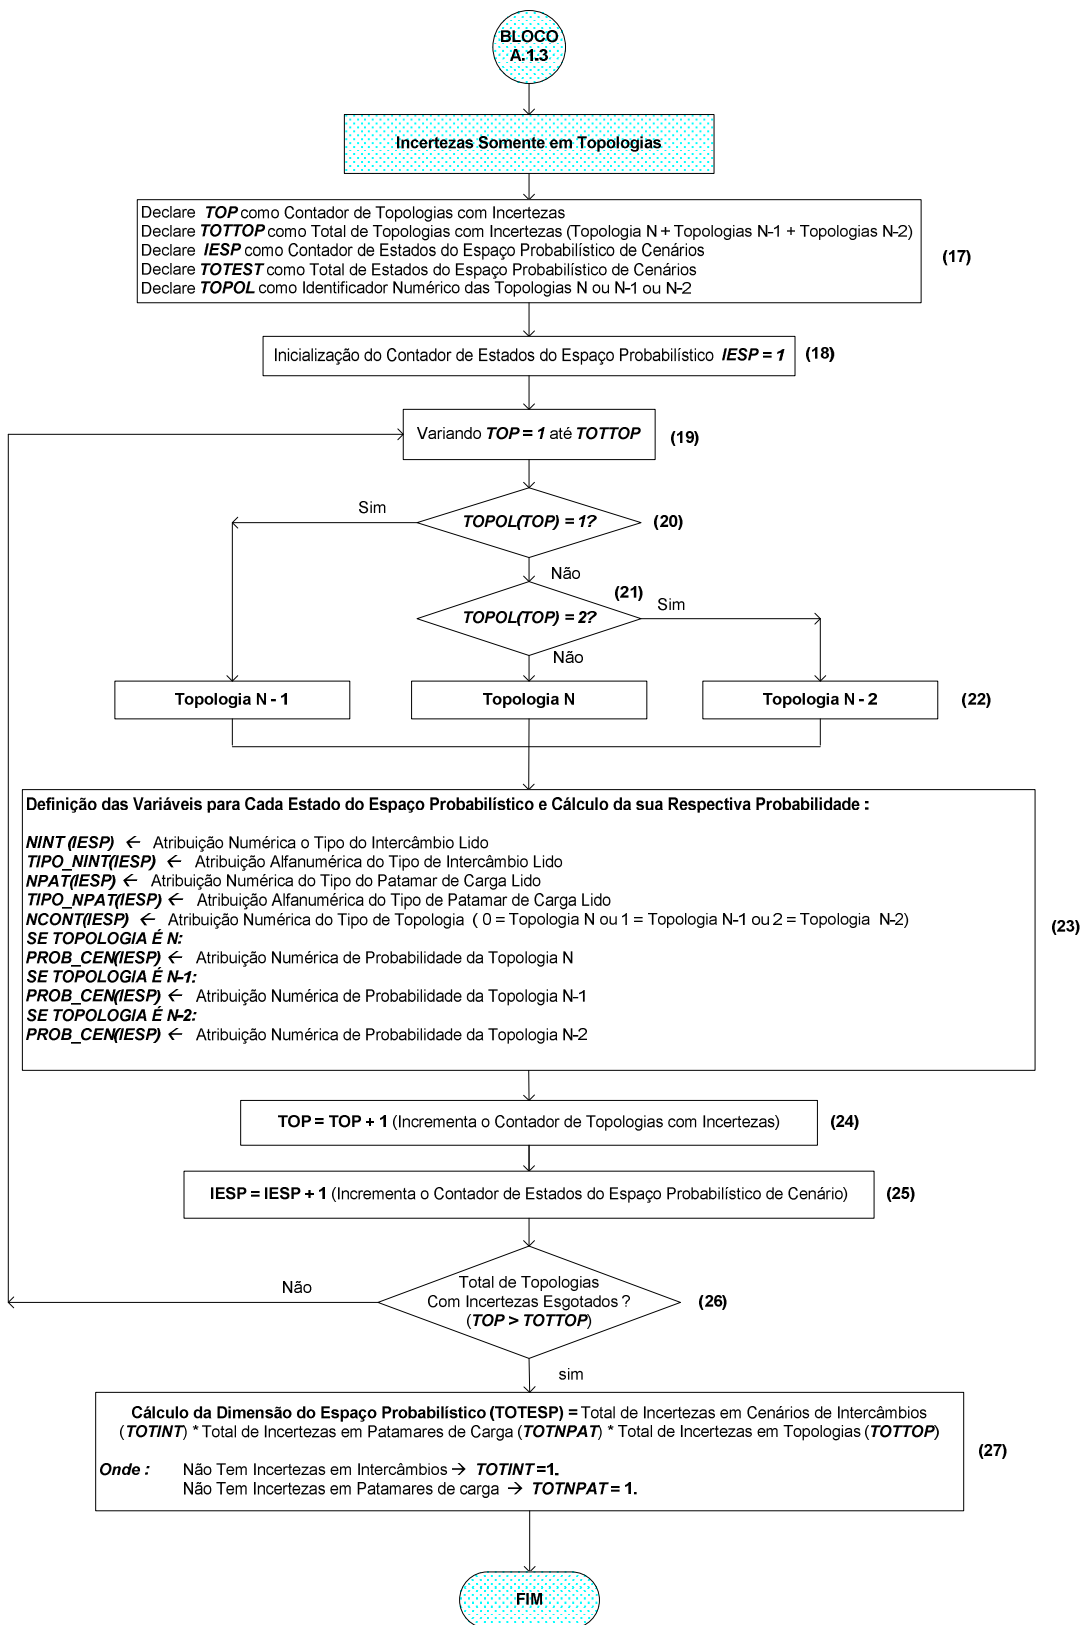 BLOCO
A.1.3
Incertezas Somente em Topologias
Declare TOP como Contador de Topologias com Incertezas
Declare TOTTOP como Total de Topologias com Incertezas (Topologia N + Topologias N-1 + Topologias N-2)
Declare IESP como Contador de Estados do Espaço Probabilístico de Cenários
Declare TOTEST como Total de Estados do Espaço Probabilístico de Cenários
Declare TOPOL como Identificador Numérico das Topologias N ou N-1 ou N-2
(17)
Inicialização do Contador de Estados do Espaço Probabilístico IESP = 1
(18)
Variando TOP = 1 até TOTTOP
(19)
Sim
TOPOL(TOP) = 1?
(20)
Não
(21)
TOPOL(TOP) = 2?
Sim
Não
Topologia N - 1
Topologia N
Topologia N - 2
(22)
Definição das Variáveis para Cada Estado do Espaço Probabilístico e Cálculo da sua Respectiva Probabilidade :
NINT (IESP) ← Atribuição Numérica o Tipo do Intercâmbio Lido
TIPO_NINT(IESP) ← Atribuição Alfanumérica do Tipo de Intercâmbio Lido
NPAT(IESP) ← Atribuição Numérica do Tipo do Patamar de Carga Lido
TIPO_NPAT(IESP) ← Atribuição Alfanumérica do Tipo de Patamar de Carga Lido
NCONT(IESP) ← Atribuição Numérica do Tipo de Topologia ( 0 = Topologia N ou 1 = Topologia N-1 ou 2 = Topologia N-2)
SE TOPOLOGIA É N:
PROB_CEN(IESP) ← Atribuição Numérica de Probabilidade da Topologia N
SE TOPOLOGIA É N-1:
PROB_CEN(IESP) ← Atribuição Numérica de Probabilidade da Topologia N-1
SE TOPOLOGIA É N-2:
PROB_CEN(IESP) ← Atribuição Numérica de Probabilidade da Topologia N-2
(23)
TOP = TOP + 1 (Incrementa o Contador de Topologias com Incertezas)
(24)
IESP = IESP + 1 (Incrementa o Contador de Estados do Espaço Probabilístico de Cenário)
(25)
Não
Total de Topologias
Com Incertezas Esgotados ?
(TOP > TOTTOP)
(26)
sim
Cálculo da Dimensão do Espaço Probabilístico (TOTESP) = Total de Incertezas em Cenários de Intercâmbios
(TOTINT) * Total de Incertezas em Patamares de Carga (TOTNPAT) * Total de Incertezas em Topologias (TOTTOP)
Onde : Não Tem Incertezas em Intercâmbios → TOTINT =1.
Não Tem Incertezas em Patamares de carga → TOTNPAT = 1.
(27)
FIM